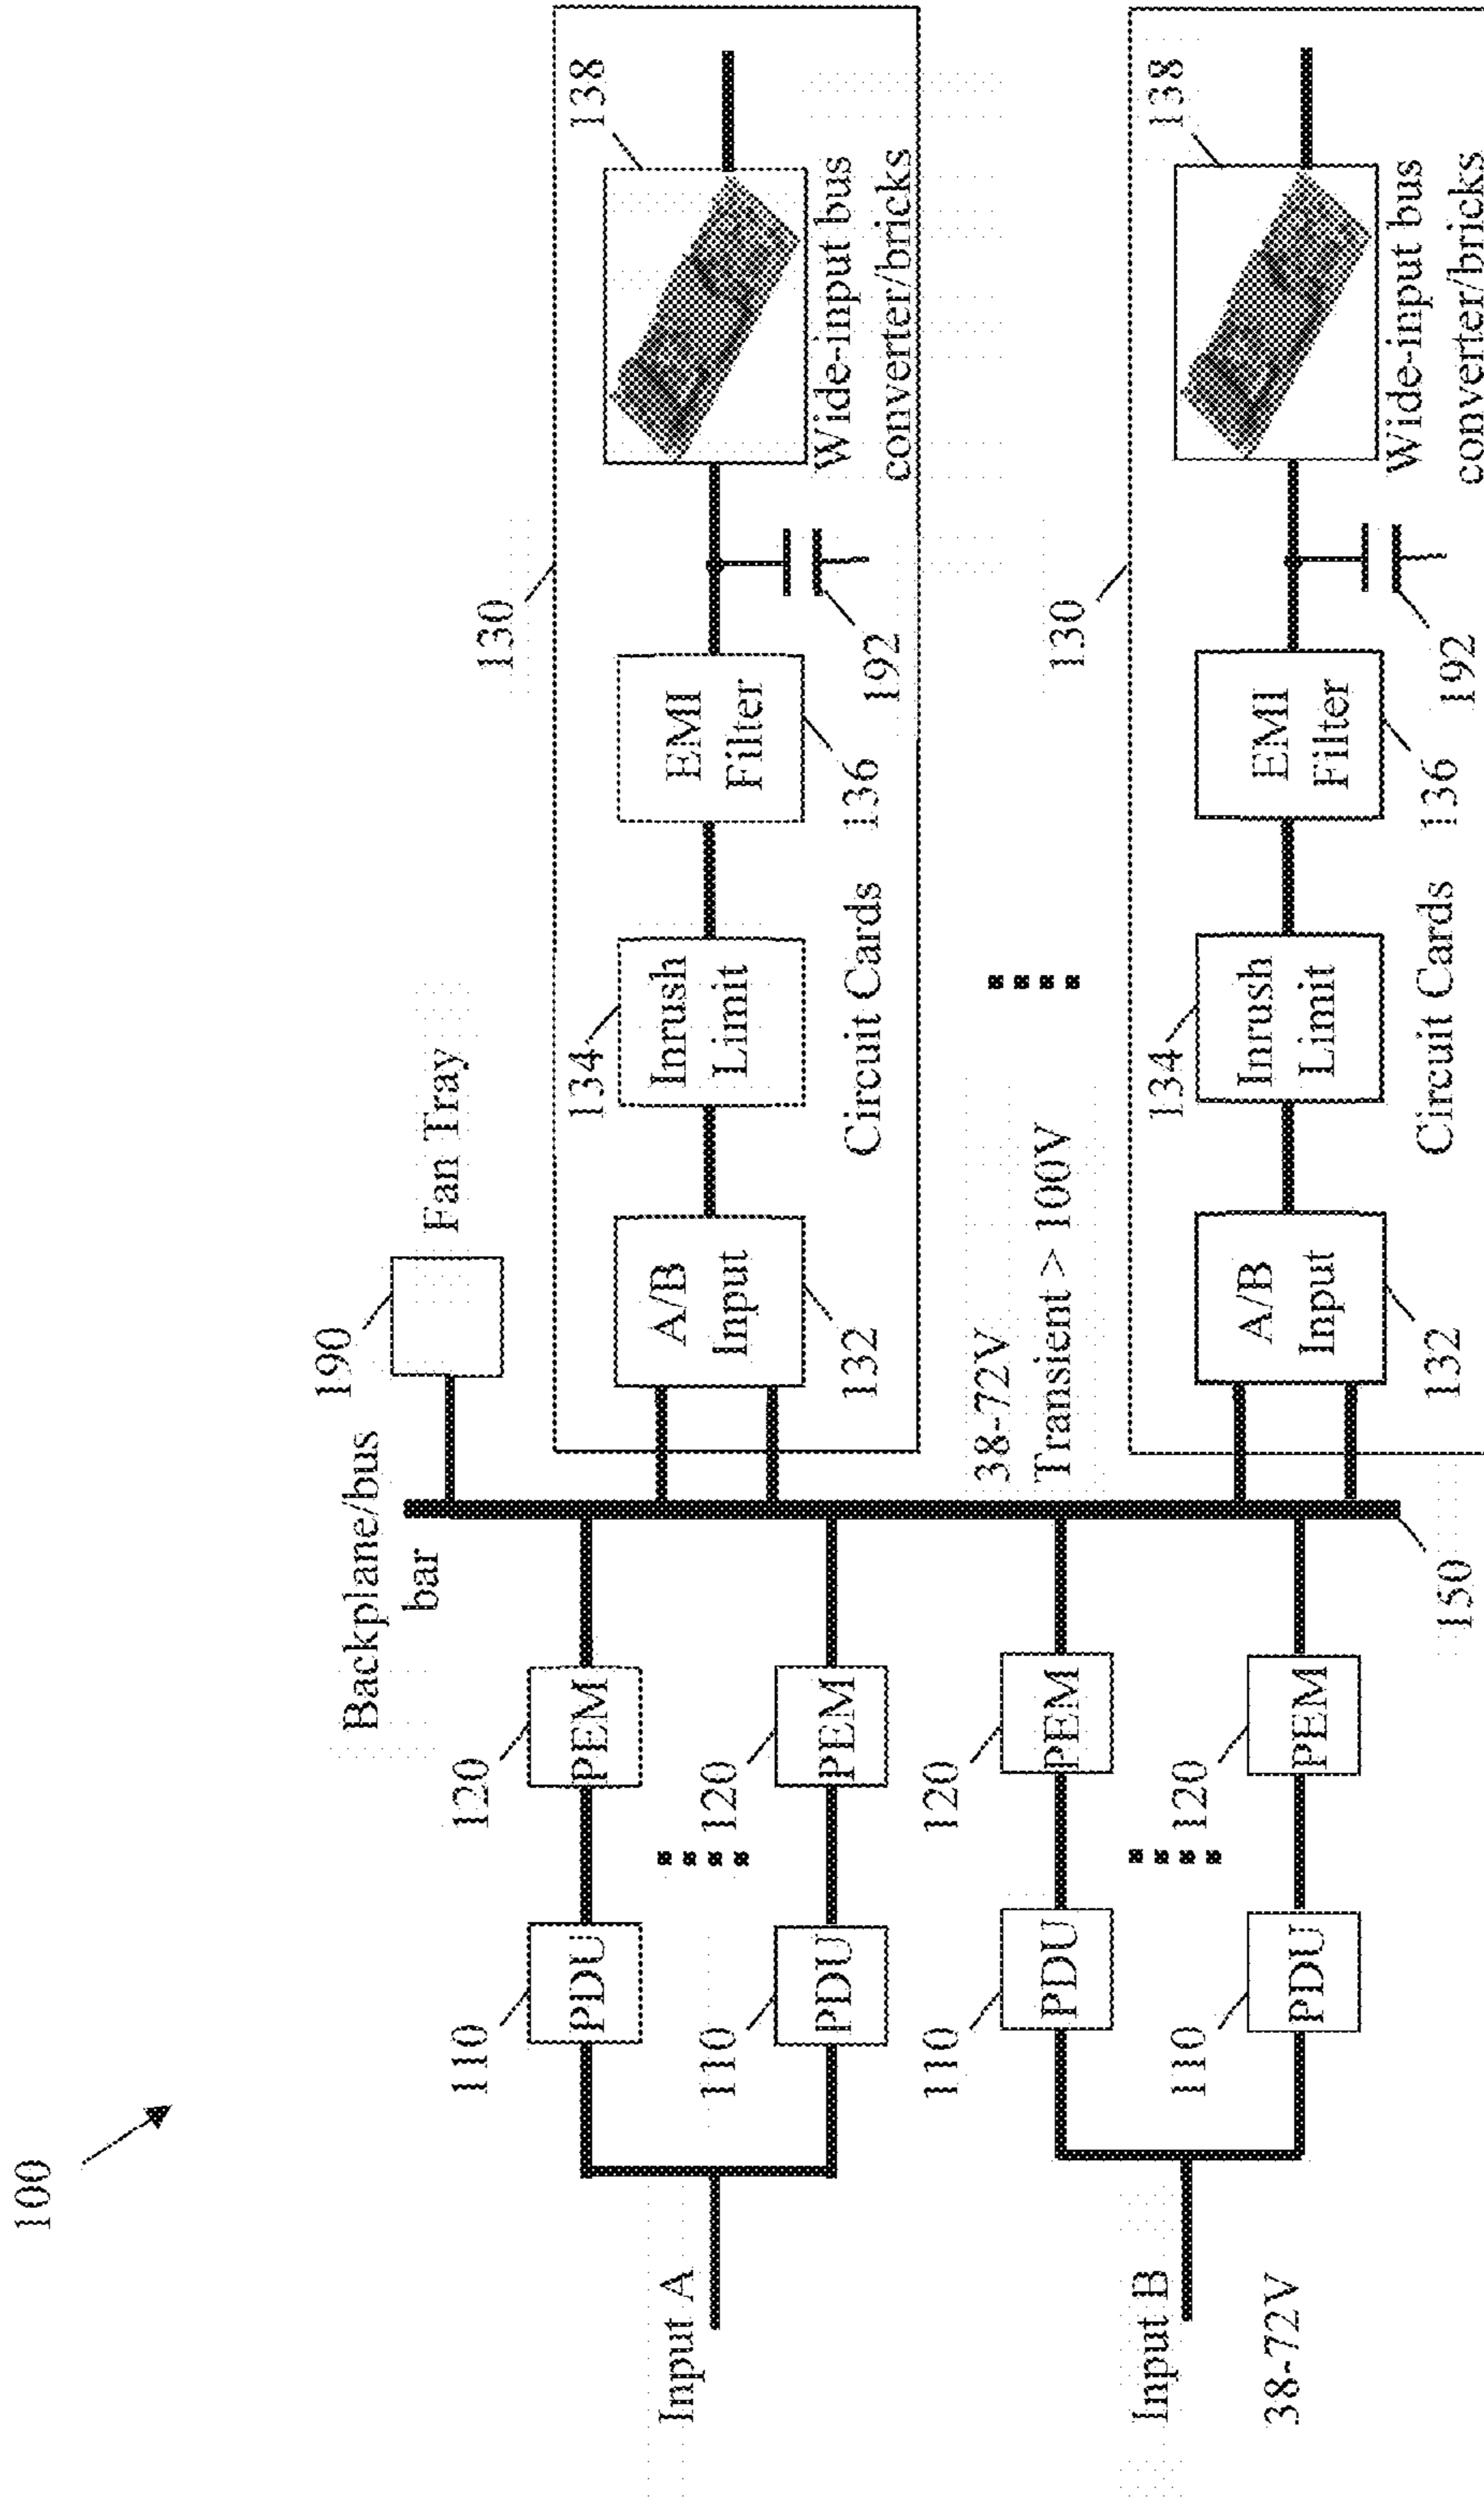 100
Input A
Input B
38-72V
110
PDU
120
PEM
110
PDU
120
PEM
110
PDU
120
PEM
110
PDU
120
PEM
Backplane/bus
bar
150
190
Fan Tray
130
A/B
Input
132
134
Inrush
Limit
EMI
Filter
136
192
138
Wide-input bus
converter/bricks
Circuit Cards
38-72V
Transient > 100V
130
A/B
Input
132
134
Inrush
Limit
EMI
Filter
136
192
138
Wide-input bus
converter/bricks
Circuit Cards